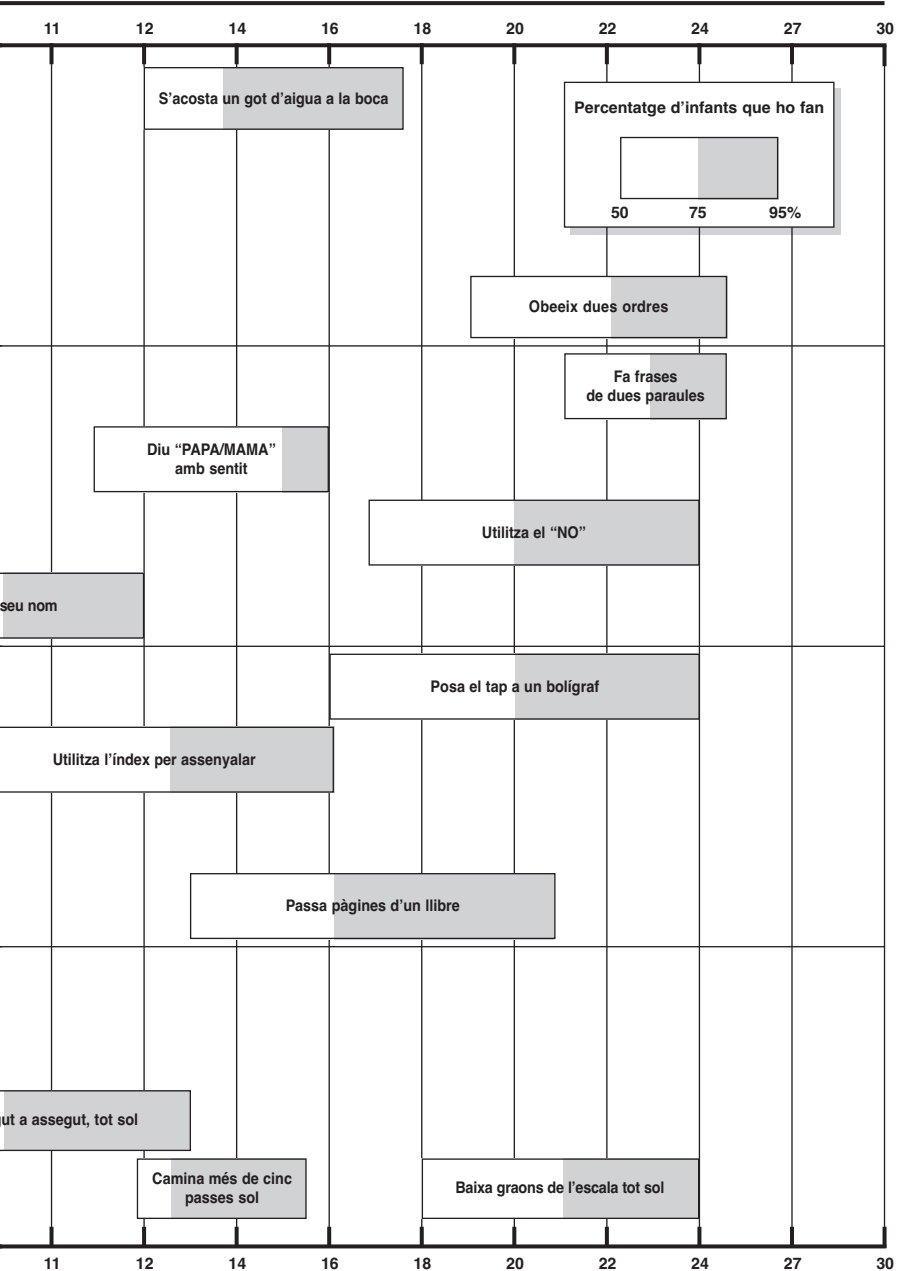 11 12 14 16 18 20 22 24 27 30
S'acosta un got d'aigua a la boca
Percentatge d'infants que ho fan
50 75 95%
Obeeix dues ordres
Fa frases
de dues paraules
Diu “PAPA/MAMA”
amb sentit
Utilitza el “NO”
seu nom
Posa el tap a un bolígraf
Utilitza l’índex per assenyalar
Passa pàgines d’un llibre
ut a assegut, tot sol
Camina més de cinc
passes sol
Baixa graons de l’escala tot sol
11 12 14 16 18 20 22 24 27 30